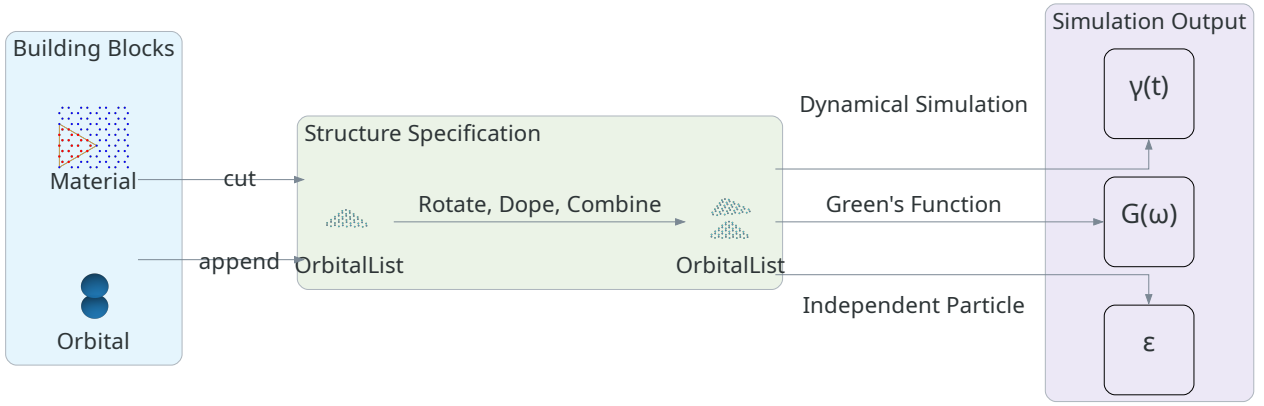 Building Blocks
Material
Orbital
cut
append
Structure Specification
Rotate, Dope, Combine
OrbitalList
OrbitalList
Dynamical Simulation
Green's Function
Independent Particle
Simulation Output
γ(t)
G(ω)
ε